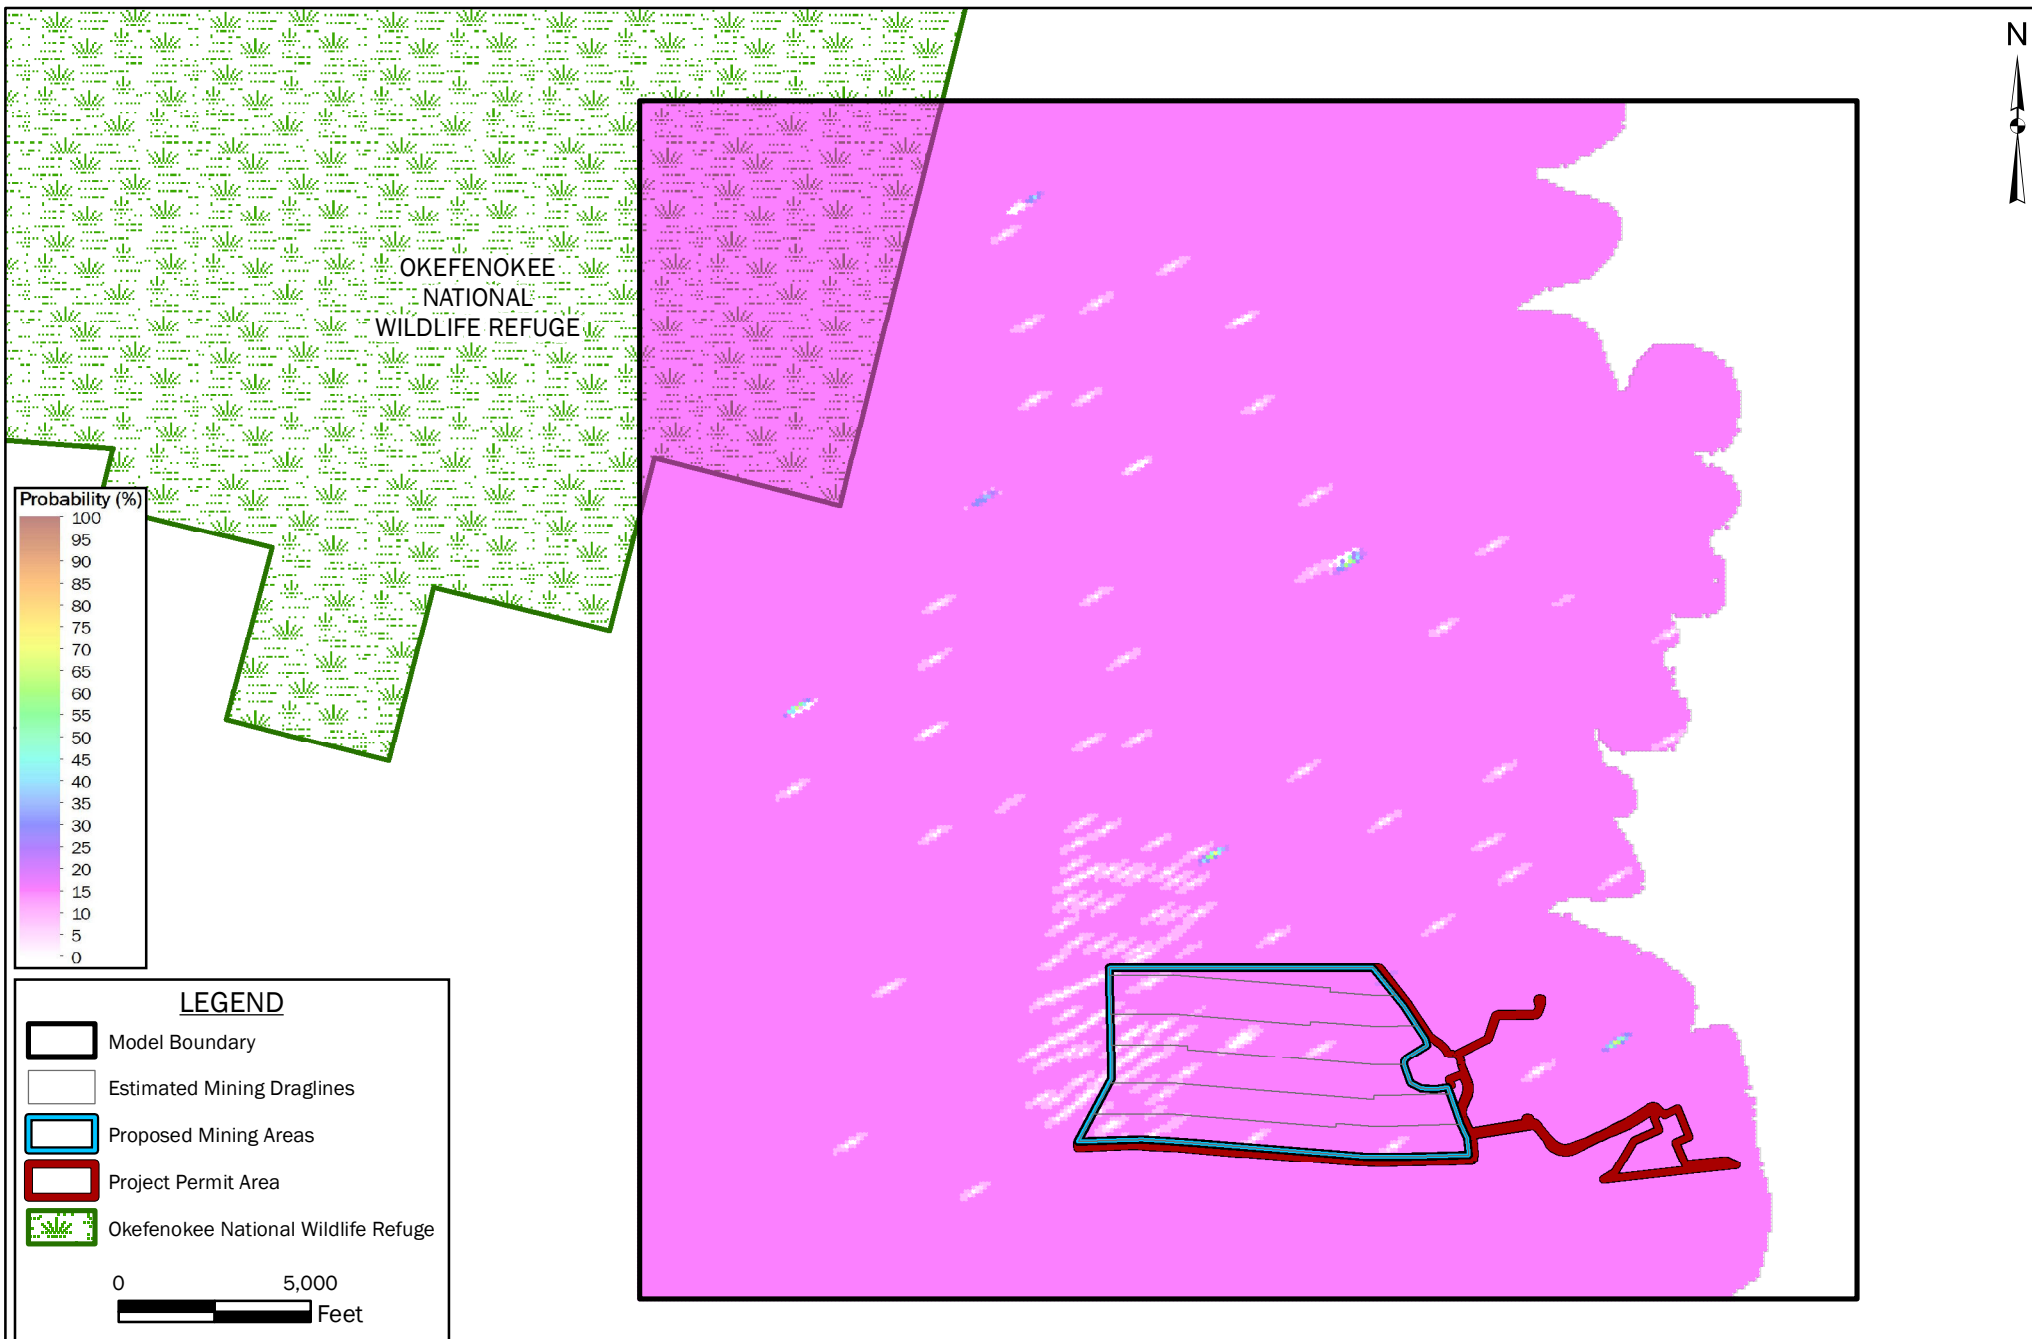 N
OKEFENOKEE
NATIONAL
WILDLIFE REFUGE
Probability (%)
100
95
90
85
80
75
70
65
60
55
50
45
40
35
30
25
20
15
10
5
0
LEGEND
Model Boundary
Estimated Mining Draglines
Proposed Mining Areas
Project Permit Area
Okefenokee National Wildlife Refuge
0 5,000
Feet